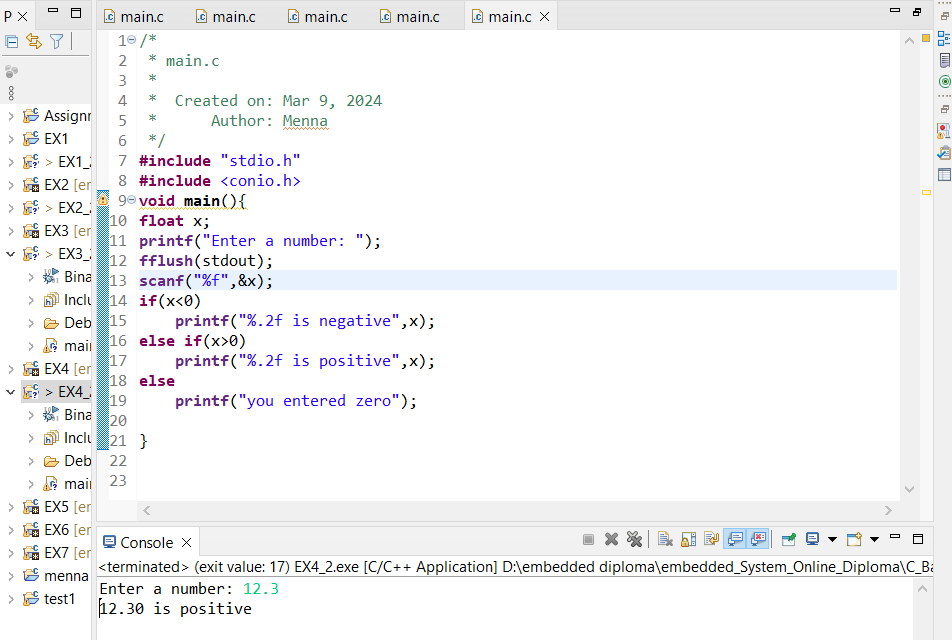 P
main.c main.c main.c main.c main.c
1 /*
2  * main.c
3  *
4  *  Created on: Mar 9, 2024
5  *      Author: Menna
6  */
7 #include "stdio.h"
8 #include <conio.h>
9 void main(){
10 float x;
11 printf("Enter a number: ");
12 fflush(stdout);
13 scanf("%f",&x);
14 if(x<0)
15     printf("%.2f is negative",x);
16 else if(x>0)
17     printf("%.2f is positive",x);
18 else
19     printf("you entered zero");
20
21 }
22
23
Assignm
EX1
> EX1_2
EX2 [er
> EX2_2
EX3 [er
> EX3_2
Bina
Inclu
Deb
mai
EX4 [er
> EX4_2
Bina
Inclu
Deb
mai
EX5 [er
EX6 [er
EX7 [er
menna
test1
Console
<terminated> (exit value: 17) EX4_2.exe [C/C++ Application] D:\embedded diploma\embedded_System_Online_Diploma\C_Ba
Enter a number: 12.3
12.30 is positive